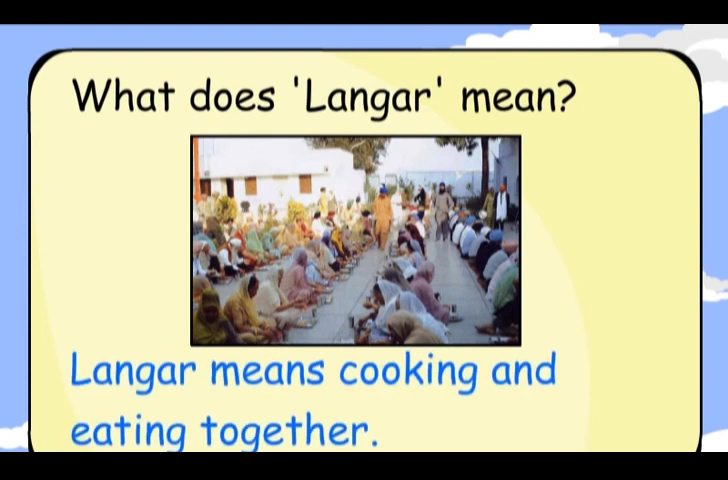 What does 'Langar' mean?
Langar means cooking and
eating together.